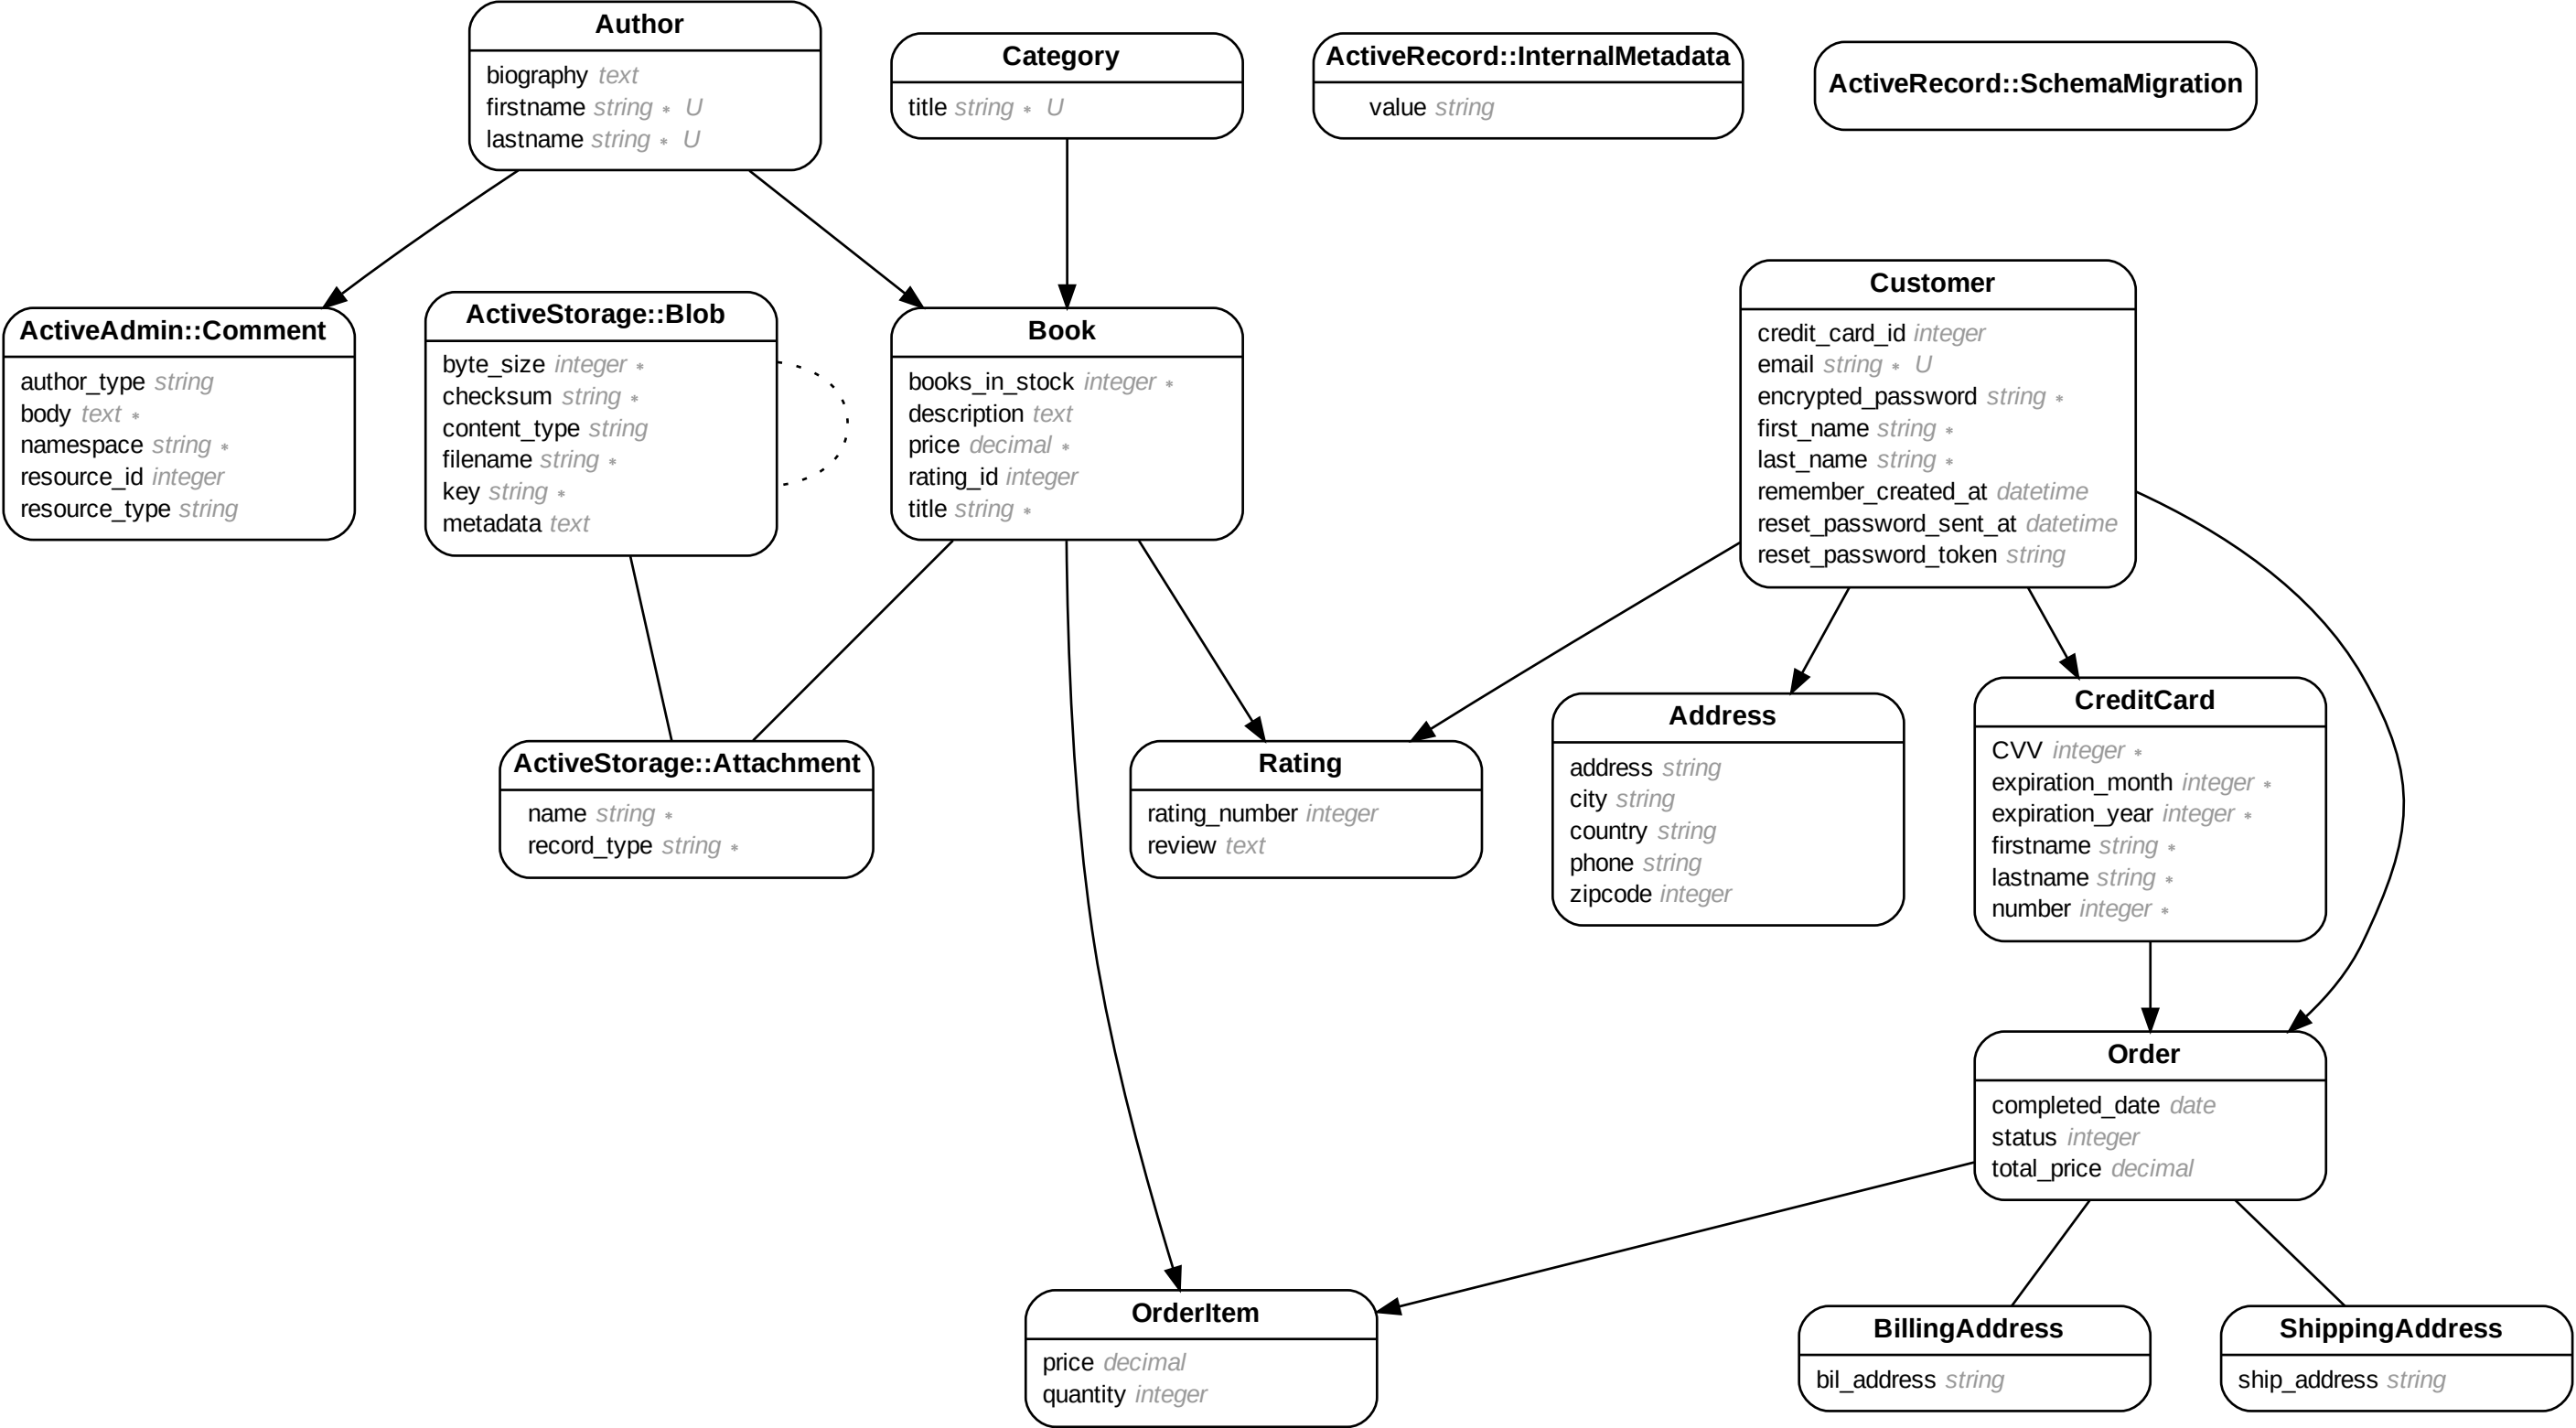 Author
biography text
firstname string * U
lastname string * U
Category
title string * U
ActiveRecord::InternalMetadata
value string
ActiveRecord::SchemaMigration
ActiveAdmin::Comment
author_type string
body text *
namespace string *
resource_id integer
resource_type string
ActiveStorage::Blob
byte_size integer *
checksum string *
content_type string
filename string *
key string *
metadata text
Book
books_in_stock integer *
description text
price decimal *
rating_id integer
title string *
Customer
credit_card_id integer
email string * U
encrypted_password string *
first_name string *
last_name string *
remember_created_at datetime
reset_password_sent_at datetime
reset_password_token string
ActiveStorage::Attachment
name string *
record_type string *
Rating
rating_number integer
review text
Address
address string
city string
country string
phone string
zipcode integer
CreditCard
CVV integer *
expiration_month integer *
expiration_year integer *
firstname string *
lastname string *
number integer *
Order
completed_date date
status integer
total_price decimal
OrderItem
price decimal
quantity integer
BillingAddress
bil_address string
ShippingAddress
ship_address string